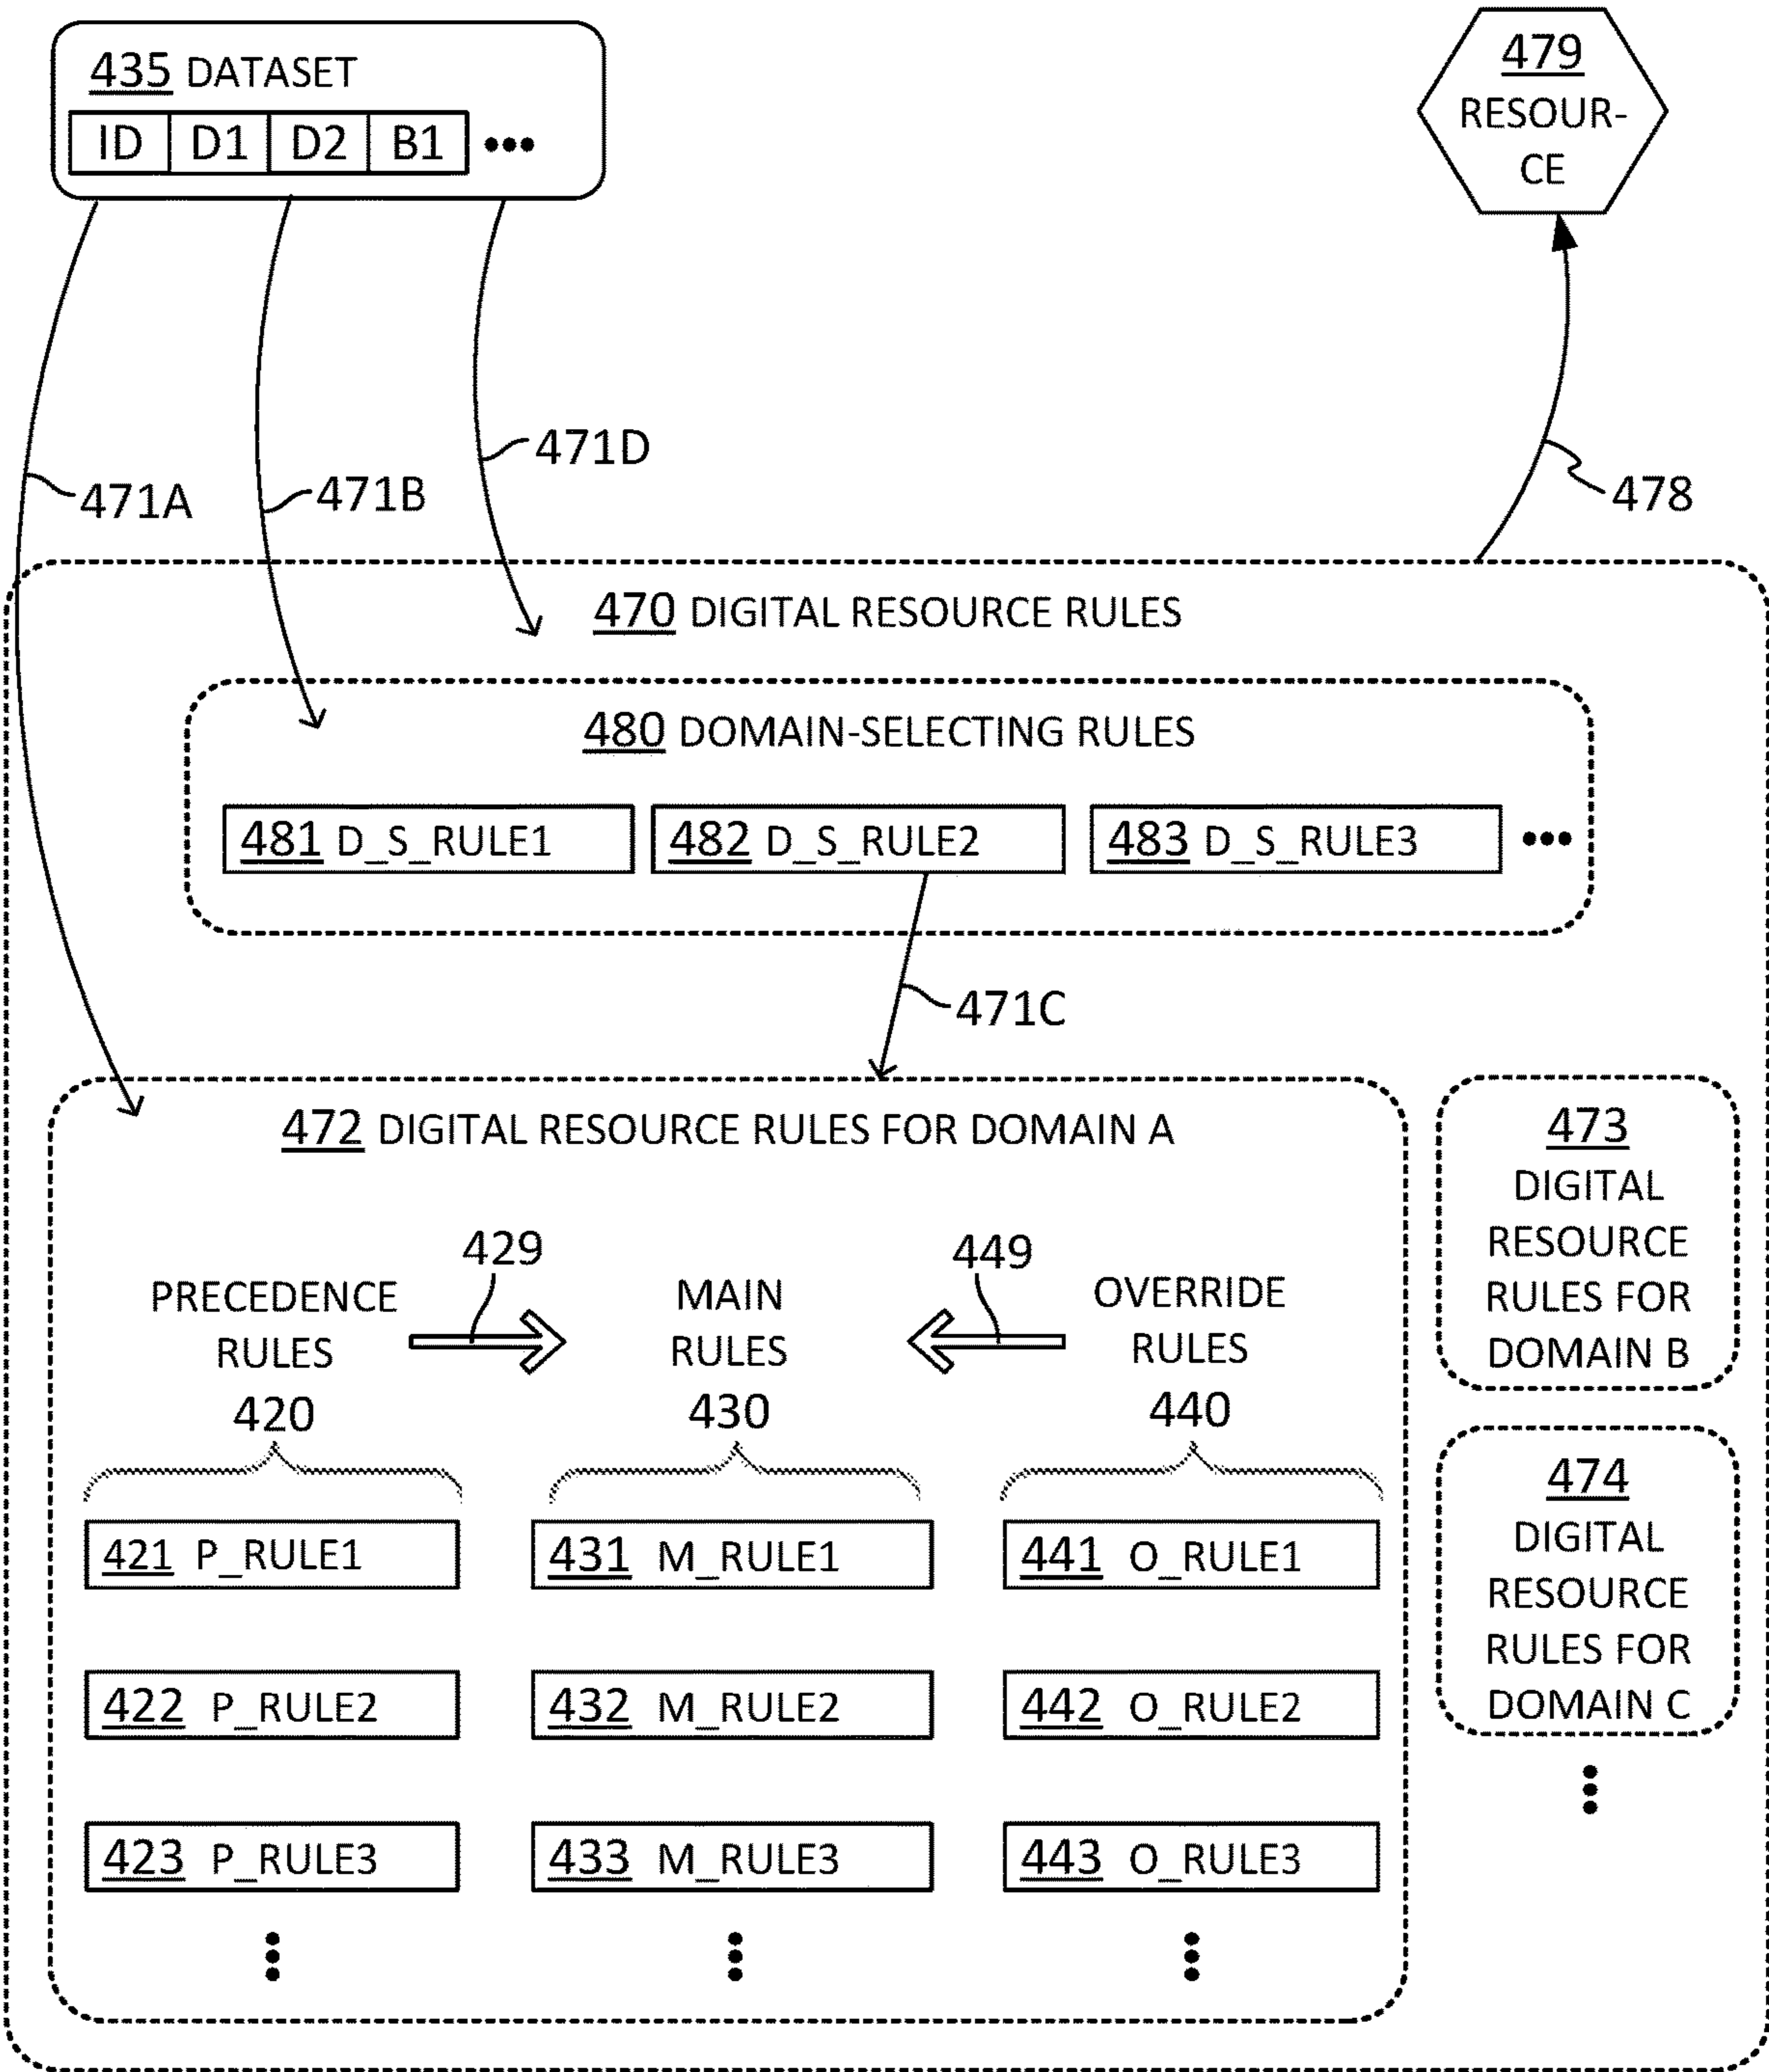 435 DATASET
ID D1 D2 B1 •••
479
RESOUR-
CE
471A
471B
471D
478
470 DIGITAL RESOURCE RULES
480 DOMAIN-SELECTING RULES
481 D_S_RULE1
482 D_S_RULE2
483 D_S_RULE3 •••
471C
472 DIGITAL RESOURCE RULES FOR DOMAIN A
429
449
PRECEDENCE
RULES
420
MAIN
RULES
430
OVERRIDE
RULES
440
421 P_RULE1
431 M_RULE1
441 O_RULE1
422 P_RULE2
432 M_RULE2
442 O_RULE2
423 P_RULE3
433 M_RULE3
443 O_RULE3
473
DIGITAL
RESOURCE
RULES FOR
DOMAIN B
474
DIGITAL
RESOURCE
RULES FOR
DOMAIN C